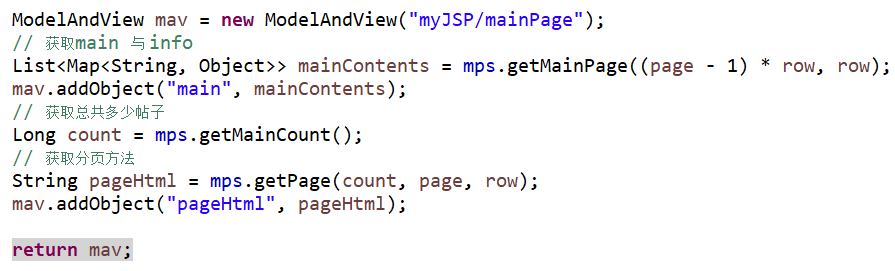 ModelAndView mav = new ModelAndView("myJSP/mainPage");
// 获取main 与info
List<Map<String, Object>> mainContents = mps.getMainPage((page - 1) * row, row);
mav.addObject("main", mainContents);
// 获取总共多少帖子
Long count = mps.getMainCount();
// 获取分页方法
String pageHtml = mps.getPage(count, page, row);
mav.addObject("pageHtml", pageHtml);
return mav;